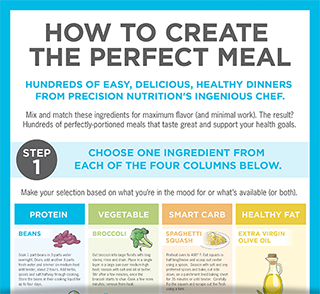 HOW TO CREATE
THE PERFECT MEAL
HUNDREDS OF EASY, DELICIOUS, HEALTHY DINNERS
FROM PRECISION NUTRITION'S INGENIOUS CHEF.
Mix and match these ingredients for maximum flavor (and minimal work). The result?
Hundreds of perfectly-portioned meals that taste great and support your health goals.
STEP
1
CHOOSE ONE INGREDIENT FROM
EACH OF THE FOUR COLUMNS BELOW.
Make your selection based on what you're in the mood for or what's available (or both).
PROTEIN
VEGETABLE
SMART CARB
HEALTHY FAT
BEANS
BROCCOLI
SPAGHETTI
SQUASH
EXTRA VIRGIN
OLIVE OIL